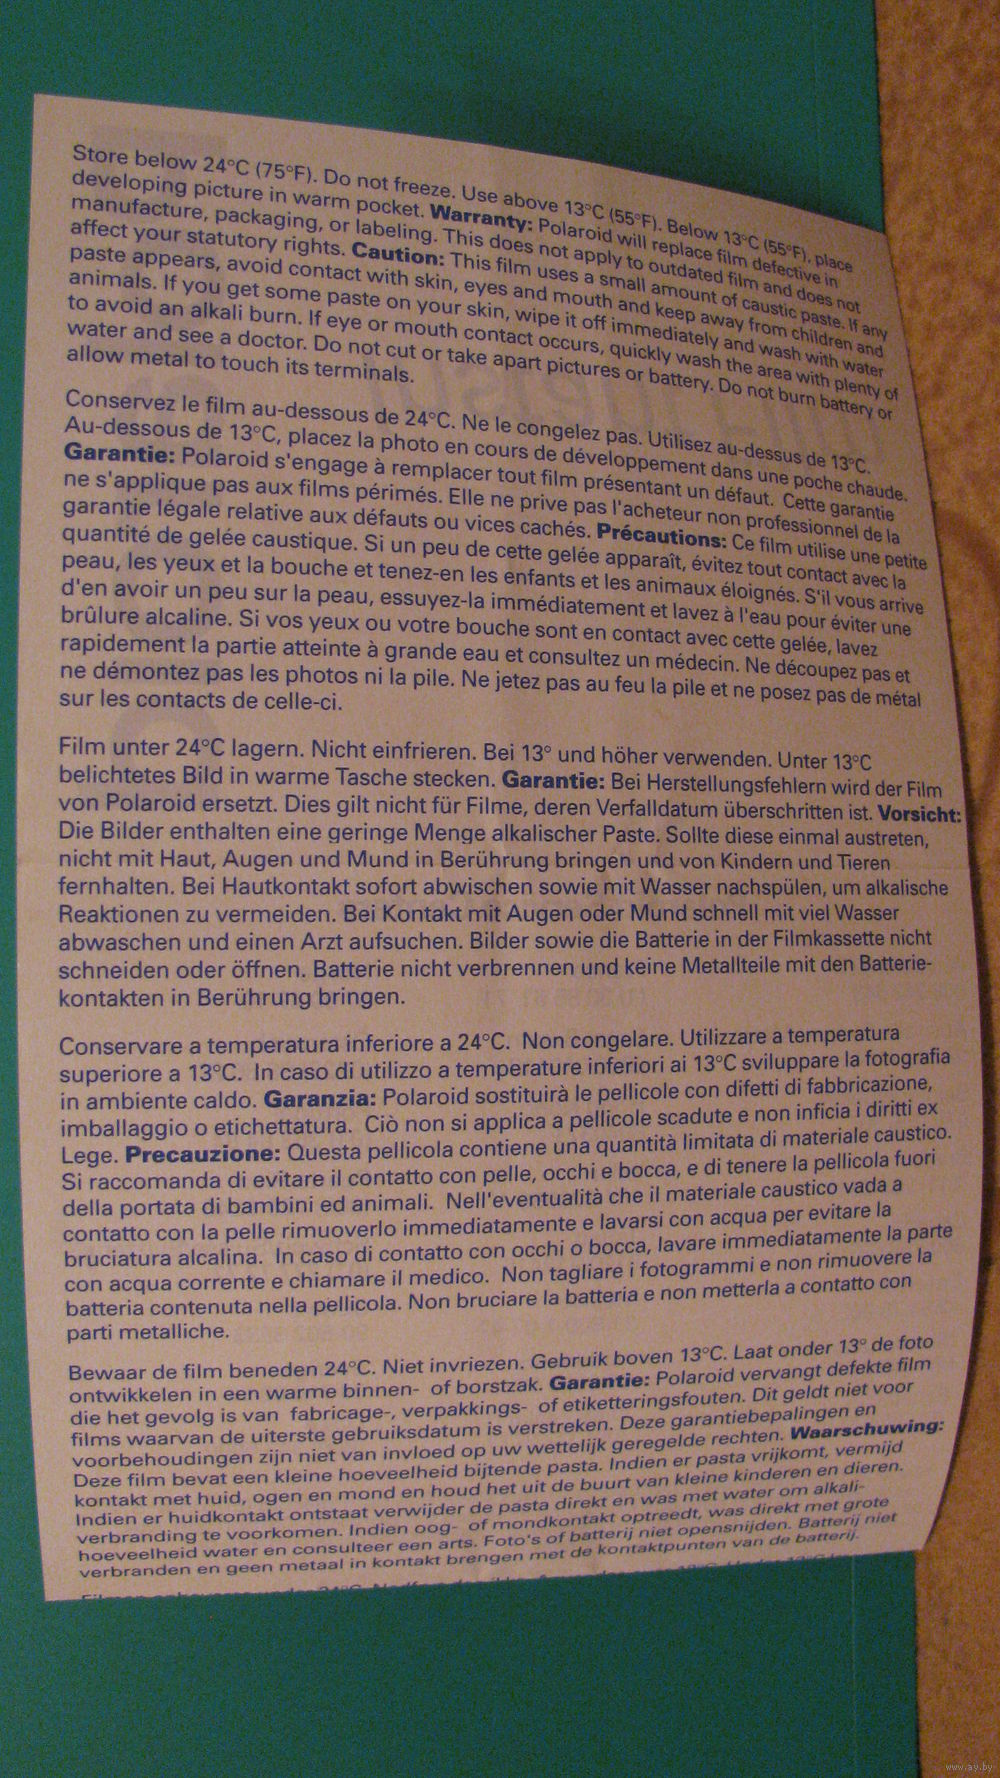 Store below 24°C (75°F). Do not freeze. Use above 13°C (55°F). Below 13°C (55°F), place
developing picture in warm pocket. Warranty: Polaroid will replace film defective in
manufacture, packaging, or labeling. This does not apply to outdated film and does not
affect your statutory rights. Caution: This film uses a small amount of caustic paste. If any
paste appears, avoid contact with skin, eyes and mouth and keep away from children and
animals. If you get some paste on your skin, wipe it off immediately and wash with water
to avoid an alkali burn. If eye or mouth contact occurs, quickly wash the area with plenty of
water and see a doctor. Do not cut or take apart pictures or battery. Do not burn battery or
allow metal to touch its terminals.
Conservez le film au-dessous de 24°C. Ne le congelez pas. Utilisez au-dessus de 13°C.
Au-dessous de 13°C, placez la photo en cours de développement dans une poche chaude.
Garantie: Polaroid s'engage à remplacer tout film présentant un défaut. Cette garantie
ne s'applique pas aux films périmés. Elle ne prive pas l'acheteur non professionnel de la
garantie légale relative aux défauts ou vices cachés. Précautions: Ce film utilise une petite
quantité de gelée caustique. Si un peu de cette gelée apparaît, évitez tout contact avec la
peau, les yeux et la bouche et tenez-en les enfants et les animaux éloignés. S'il vous arrive
d'en avoir un peu sur la peau, essuyez-la immédiatement et lavez à l'eau pour éviter une
brûlure alcaline. Si vos yeux ou votre bouche sont en contact avec cette gelée, lavez
rapidement la partie atteinte à grande eau et consultez un médecin. Ne découpez pas et
ne démontez pas les photos ni la pile. Ne jetez pas au feu la pile et ne posez pas de métal
sur les contacts de celle-ci.
Film unter 24°C lagern. Nicht einfrieren. Bei 13° und höher verwenden. Unter 13°C
belichtetes Bild in warme Tasche stecken. Garantie: Bei Herstellungsfehlern wird der Film
von Polaroid ersetzt. Dies gilt nicht für Filme, deren Verfalldatum überschritten ist. Vorsicht:
Die Bilder enthalten eine geringe Menge alkalischer Paste. Sollte diese einmal austreten,
nicht mit Haut, Augen und Mund in Berührung bringen und von Kindern und Tieren
fernhalten. Bei Hautkontakt sofort abwischen sowie mit Wasser nachspülen, um alkalische
Reaktionen zu vermeiden. Bei Kontakt mit Augen oder Mund schnell mit viel Wasser
abwaschen und einen Arzt aufsuchen. Bilder sowie die Batterie in der Filmkassette nicht
schneiden oder öffnen. Batterie nicht verbrennen und keine Metallteile mit den Batterie-
kontakten in Berührung bringen.
Conservare a temperatura inferiore a 24°C. Non congelare. Utilizzare a temperatura
superiore a 13°C. In caso di utilizzo a temperature inferiori ai 13°C sviluppare la fotografia
in ambiente caldo. Garanzia: Polaroid sostituirà le pellicole con difetti di fabbricazione,
imballaggio o etichettatura. Ciò non si applica a pellicole scadute e non inficia i diritti ex
Lege. Precauzione: Questa pellicola contiene una quantità limitata di materiale caustico.
Si raccomanda di evitare il contatto con pelle, occhi e bocca, e di tenere la pellicola fuori
della portata di bambini ed animali. Nell'eventualità che il materiale caustico vada a
contatto con la pelle rimuoverlo immediatamente e lavarsi con acqua per evitare la
bruciatura alcalina. In caso di contatto con occhi o bocca, lavare immediatamente la parte
con acqua corrente e chiamare il medico. Non tagliare i fotogrammi e non rimuovere la
batteria contenuta nella pellicola. Non bruciare la batteria e non metterla a contatto con
parti metalliche.
Bewaar de film beneden 24°C. Niet invriezen. Gebruik boven 13°C. Laat onder 13° de foto
ontwikkelen in een warme binnen- of borstzak. Garantie: Polaroid vervangt defekte film
die het gevolg is van fabricage-, verpakkings- of etiketteringsfouten. Dit geldt niet voor
films waarvan de uiterste gebruiksdatum is verstreken. Deze garantiebepalingen en
voorbehoudingen zijn niet van invloed op uw wettelijk geregelde rechten. Waarschuwing:
Deze film bevat een kleine hoeveelheid bijtende pasta. Indien er pasta vrijkomt, vermijd
kontakt met huid, ogen en mond en houd het uit de buurt van kleine kinderen en dieren.
Indien er huidkontakt ontstaat verwijder de pasta direkt en was met water om alkali-
verbranding te voorkomen. Indien oog- of mondkontakt optreedt, was direkt met grote
hoeveelheid water en consulteer een arts. Foto's of batterij niet opensnijden. Batterij niet
verbranden en geen metaal in kontakt brengen met de kontaktpunten van de batterij.
www.ay.by